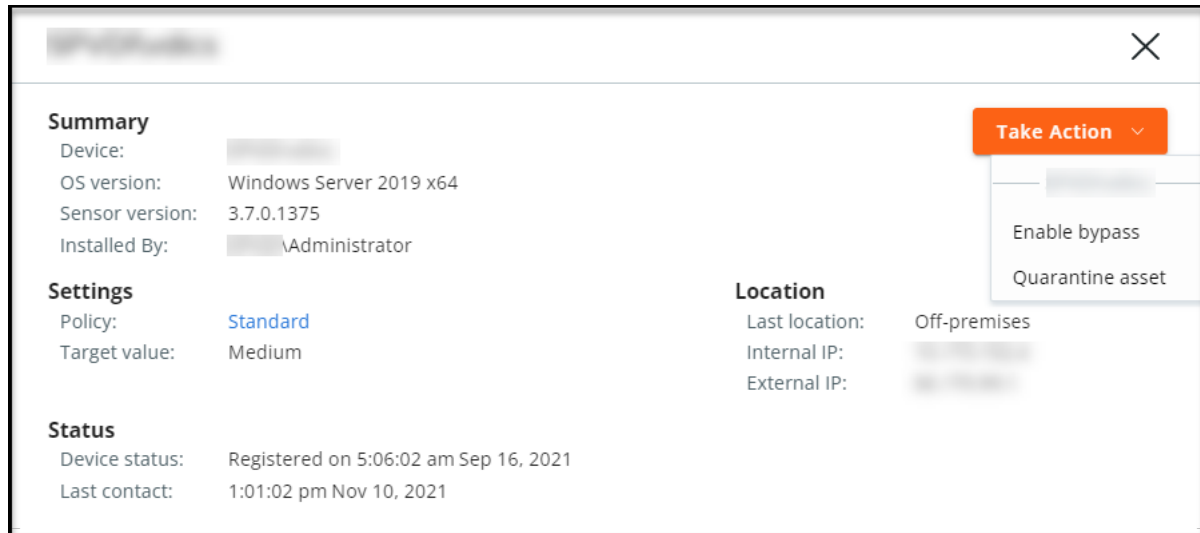 Summary
Take Action
Device:
OS version: Windows Server 2019 x64
Sensor version: 3.7.0.1375
Installed By: \Administrator
Enable bypass
Quarantine asset
Settings
Policy: Standard
Target value: Medium
Location
Last location: Off-premises
Internal IP:
External IP:
Status
Device status: Registered on 5:06:02 am Sep 16, 2021
Last contact: 1:01:02 pm Nov 10, 2021